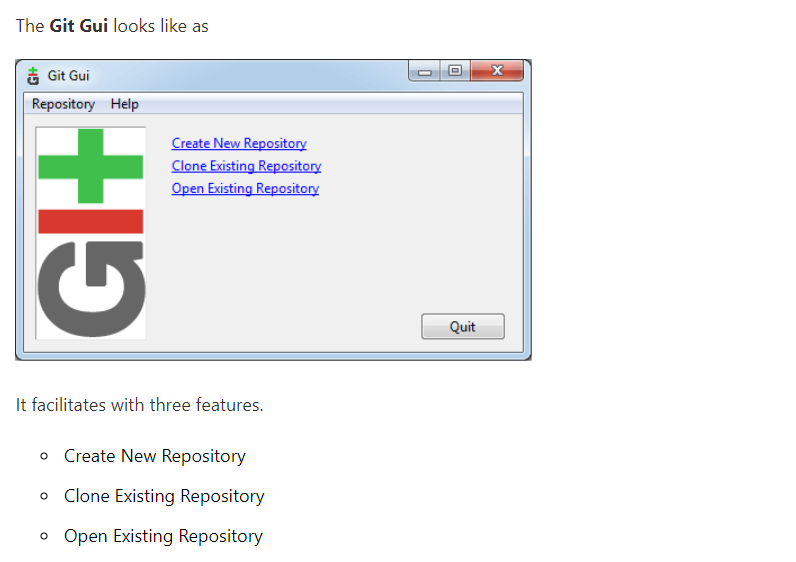 The Git Gui looks like as
Git Gui
Repository Help
Create New Repository
Clone Existing Repository
Open Existing Repository
GIt
Quit
It facilitates with three features.
Create New Repository
Clone Existing Repository
Open Existing Repository